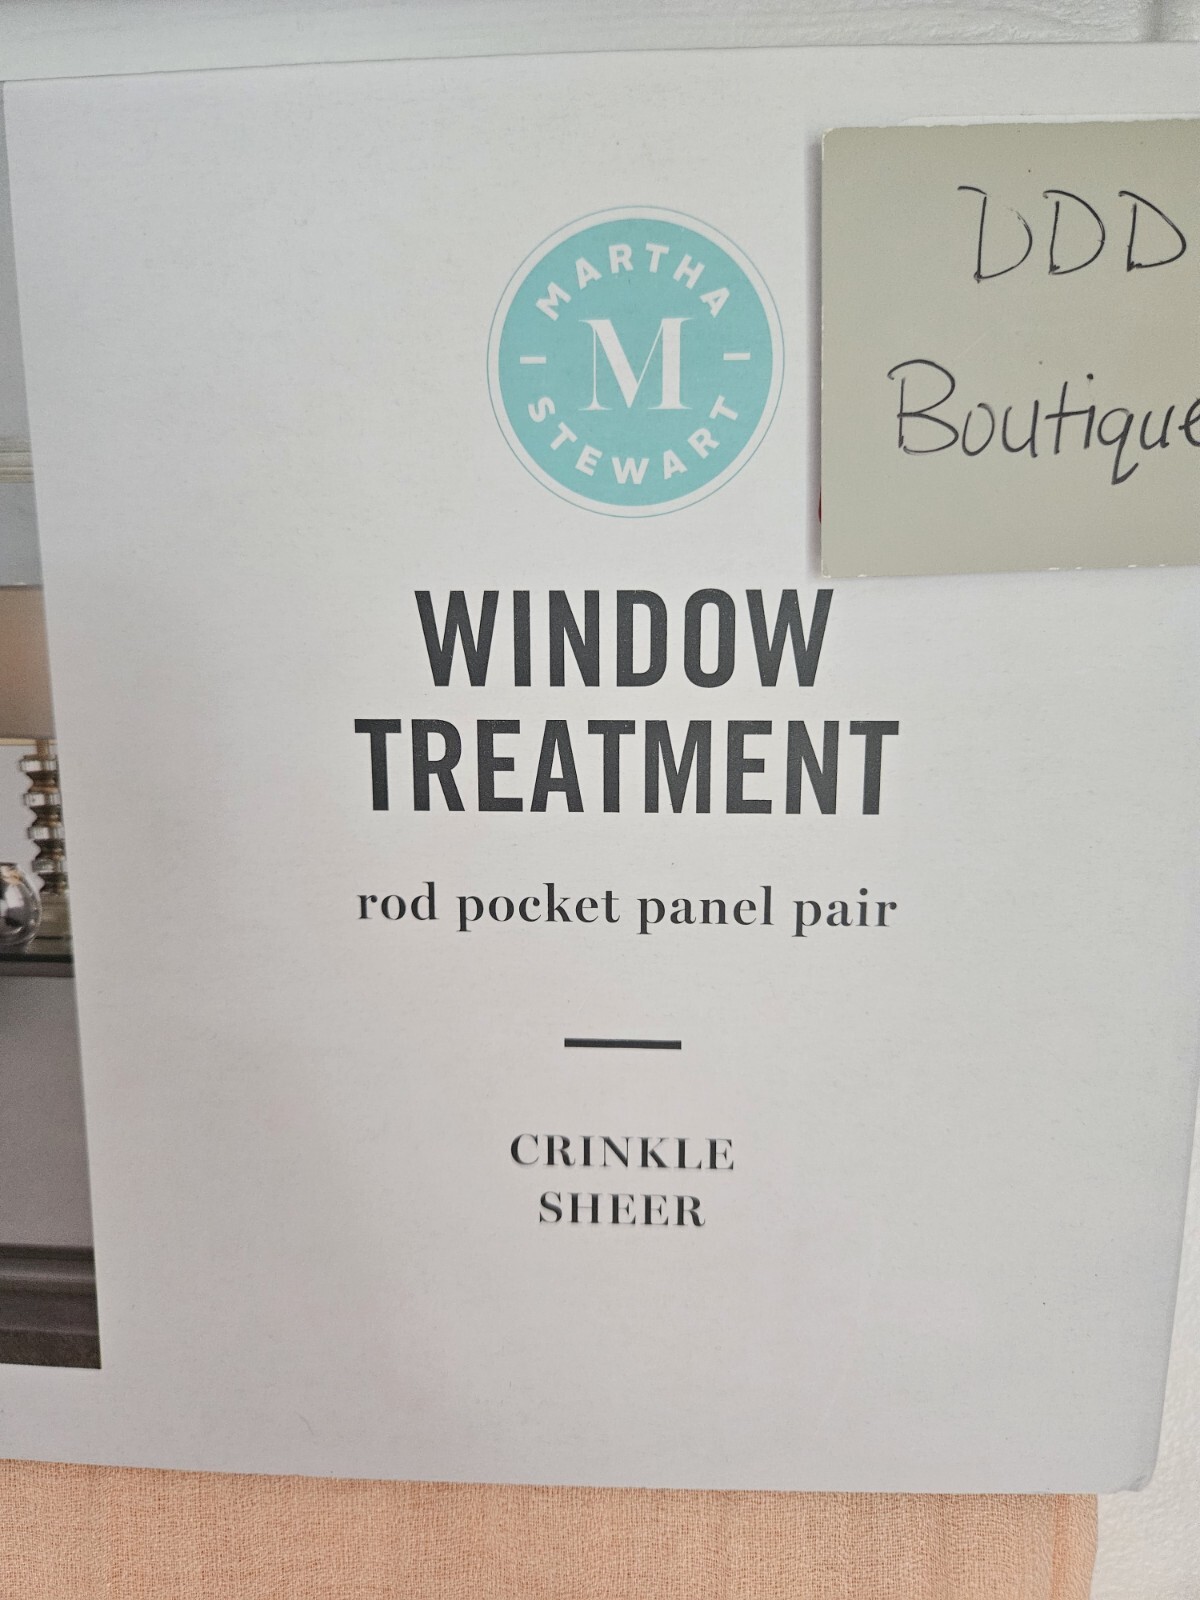 MARTHA
M
STEWART
DDD
Boutique
WINDOW
TREATMENT
rod pocket panel pair
CRINKLE
SHEER